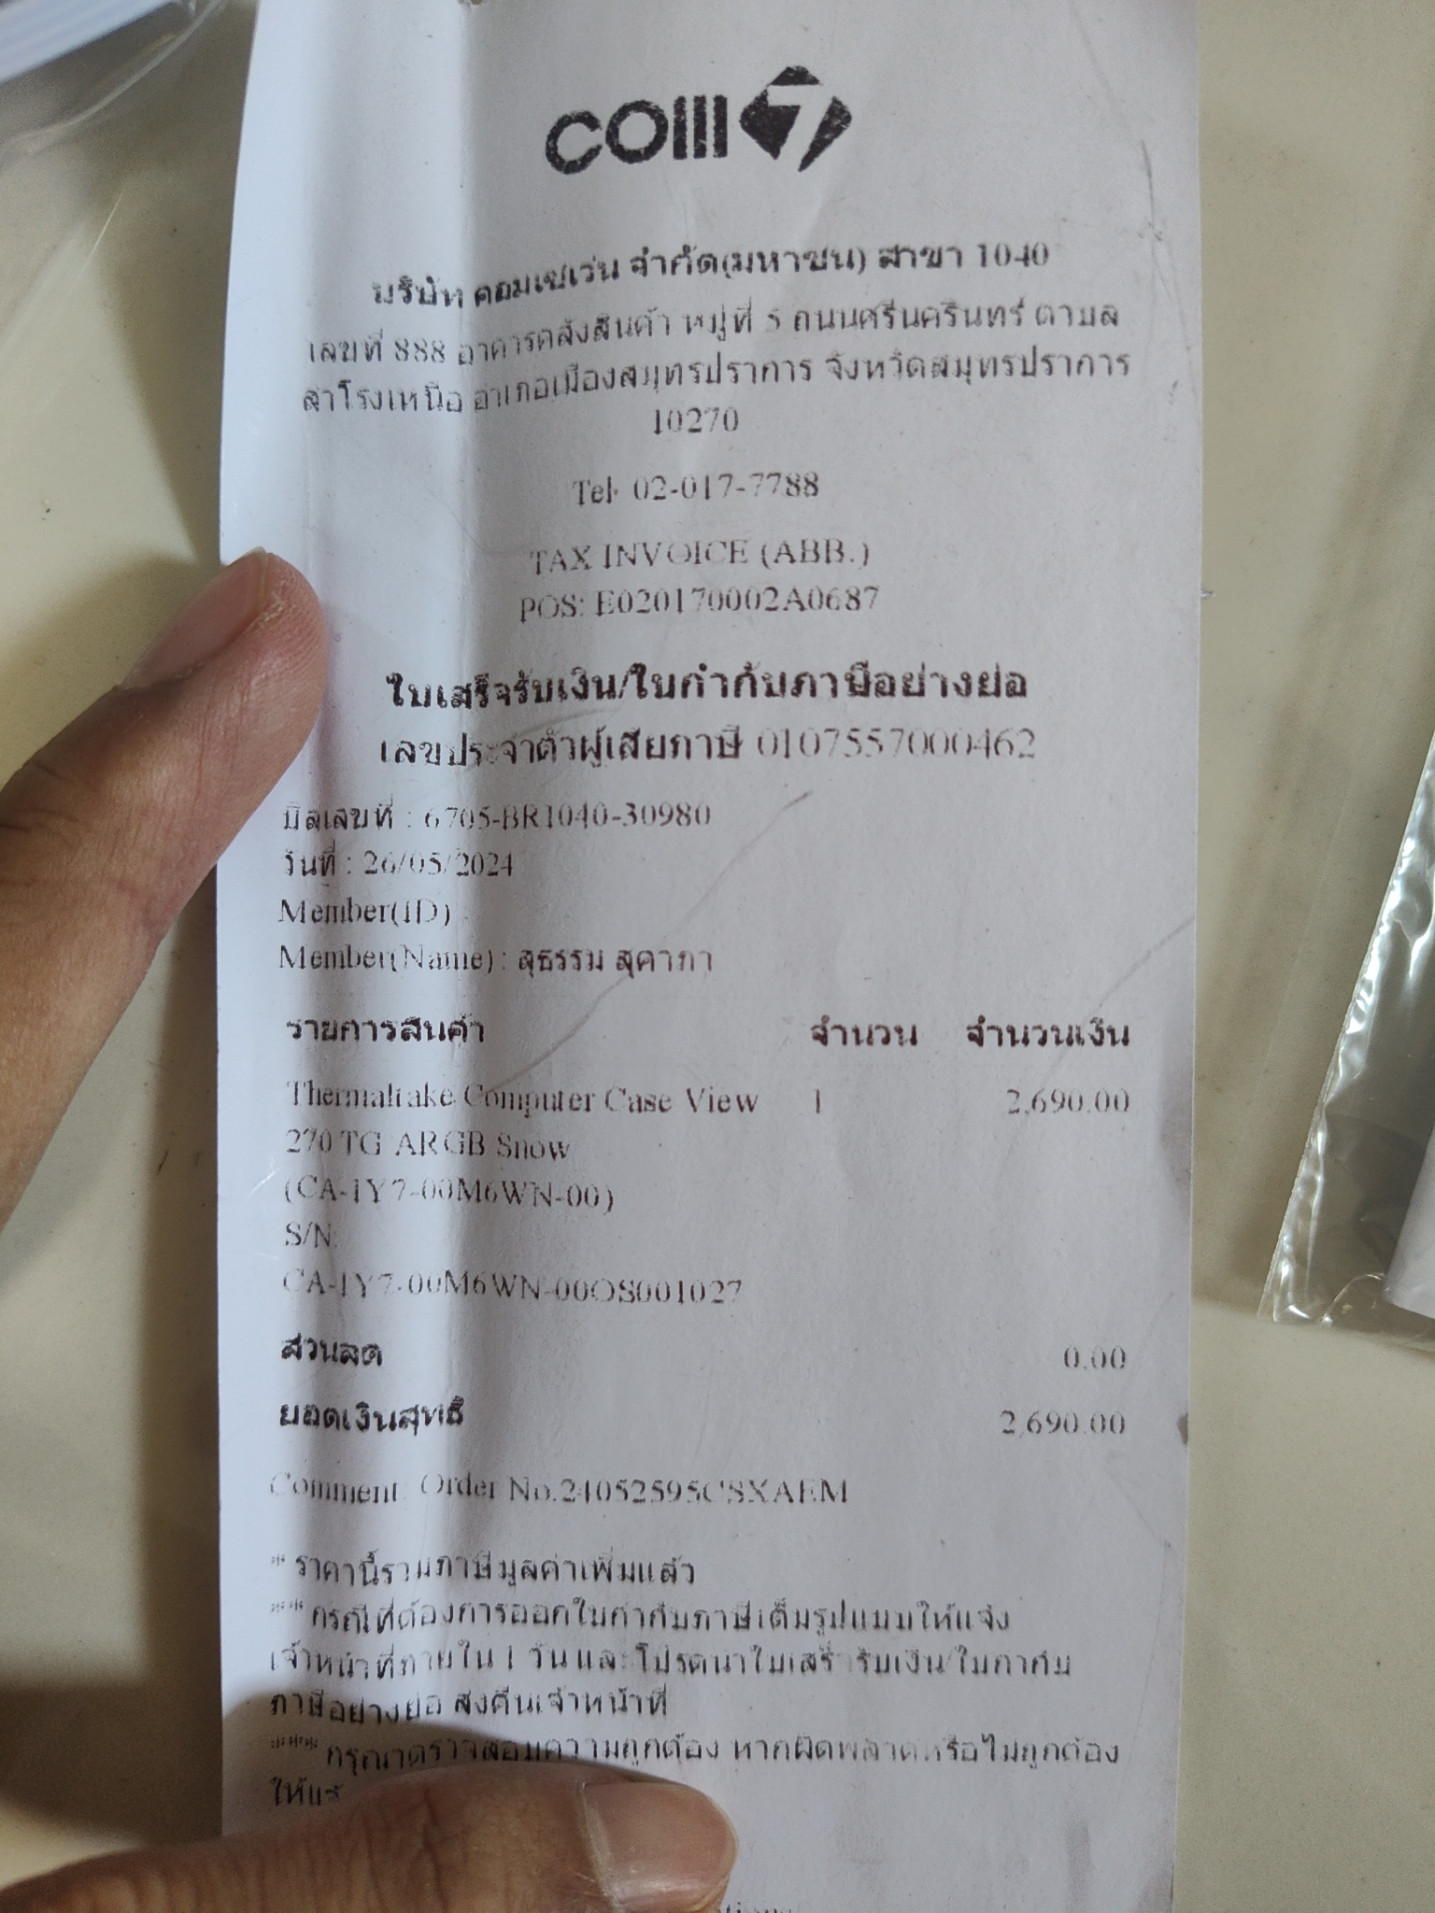 COM7
บริษัท คอมเซเว่น จำกัด(มหาชน) สาขา 1040
เลขที่ 888 อาคารคลังสินค้า หมู่ที่ 5 ถนนศรีนครินทร์ ตำบล
สำโรงเหนือ อำเภอเมืองสมุทรปราการ จังหวัดสมุทรปราการ
10270
Tel: 02-017-7788
TAX INVOICE (ABB.)
POS: E020170002A0687
ใบเสร็จรับเงิน/ใบกำกับภาษีอย่างย่อ
เลขประจำตัวผู้เสียภาษี 0107557000462
บิลเลขที่ : 6705-BR1040-30980
วันที่ : 26/05/2024
Member(ID)
Member(Name) : สุธรรม สุคาภา
รายการสินค้า จำนวน จำนวนเงิน
Thermaltake Computer Case View 1 2,690.00
270 TG ARGB Snow
(CA-1Y7-00M6WN-00)
S/N:
CA-1Y7-00M6WN-00OS001027
ส่วนลด 0.00
ยอดเงินสุทธิ 2,690.00
Comment: Order No.24052595CSXAEM
* ราคานี้รวมภาษีมูลค่าเพิ่มแล้ว
** กรณีที่ต้องการออกใบกำกับภาษีเต็มรูปแบบให้แจ้ง
เจ้าหน้าที่ภายใน 1 วัน และโปรดนำใบเสร็จรับเงิน/ใบกำกับ
ภาษีอย่างย่อ ส่งคืนเจ้าหน้าที่
*** กรุณาตรวจสอบความถูกต้อง หากผิดพลาดหรือไม่ถูกต้อง